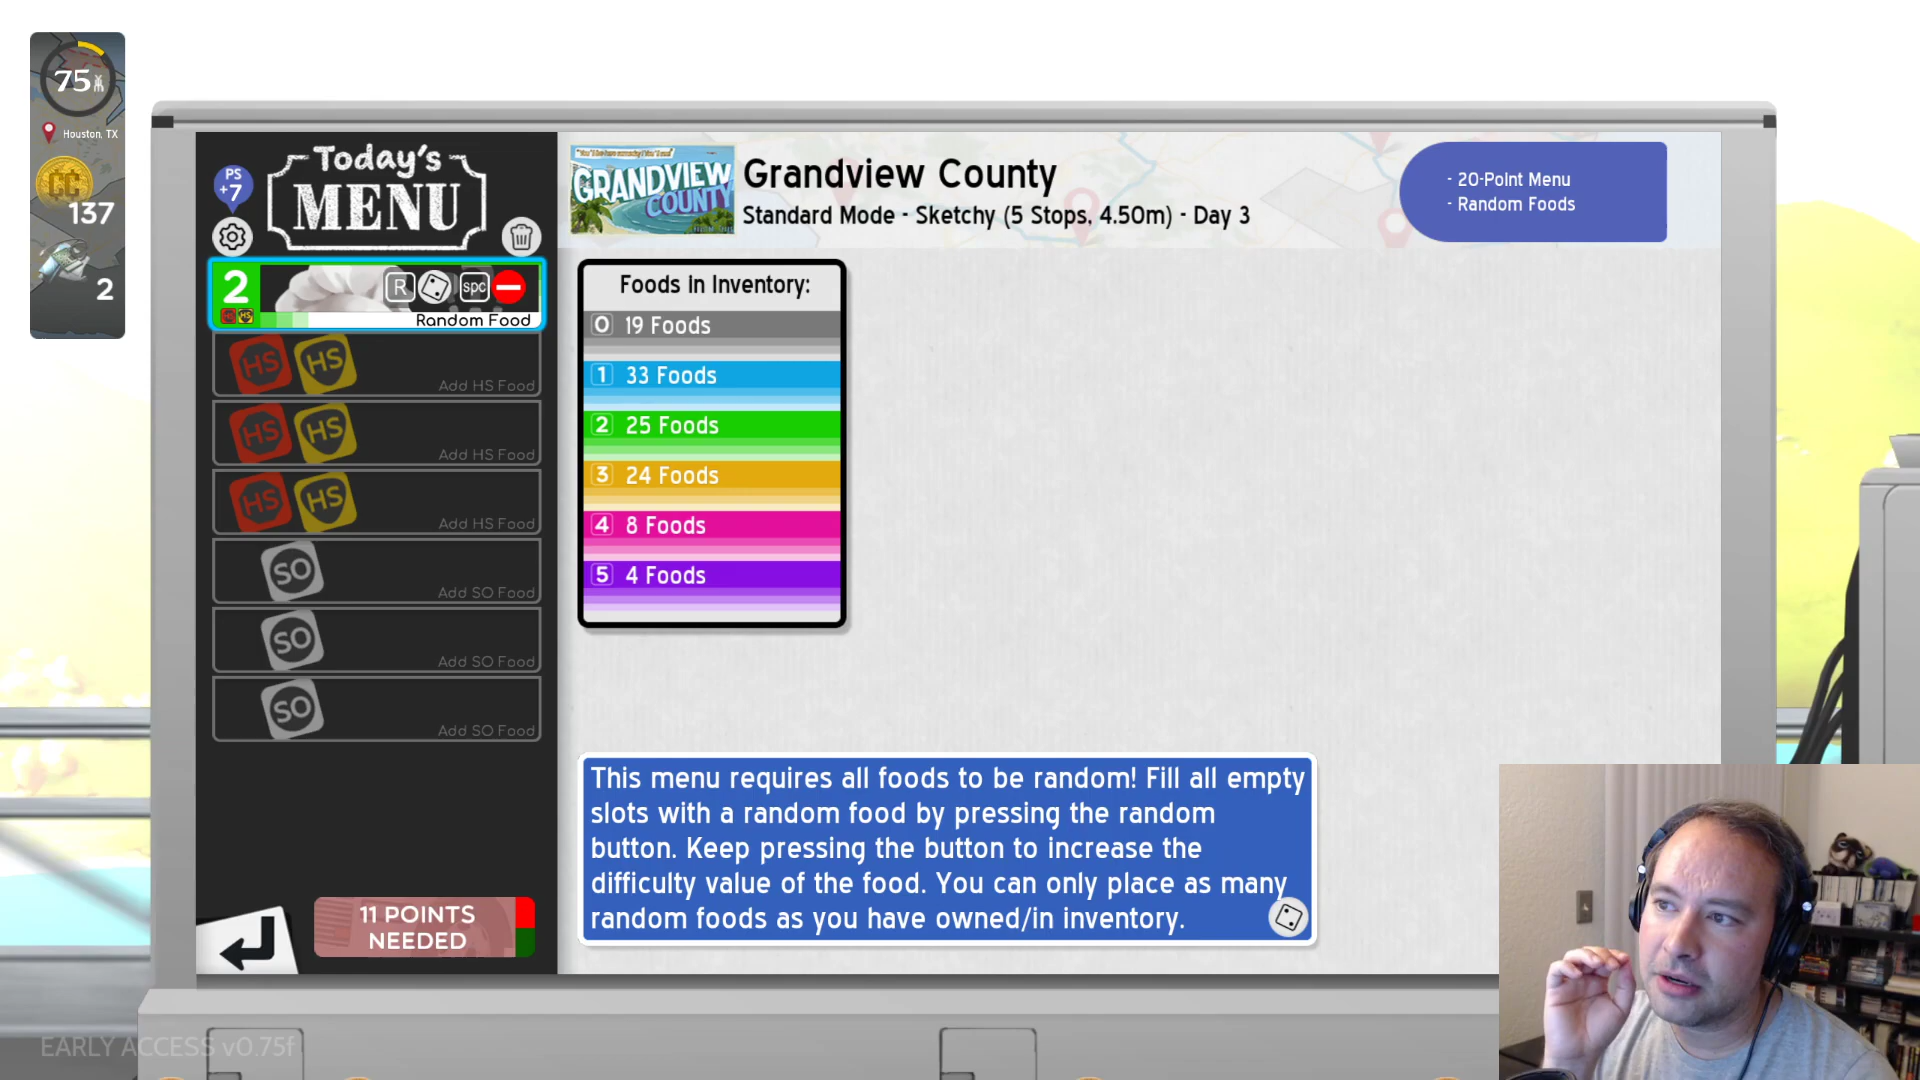 75
Houston, TX
CC
137
2
PS
+7
Today's
MENU
2
R
spc
Random Food
HS HS
Add HS Food
HS HS
Add HS Food
HS HS
Add HS Food
SO
Add SO Food
SO
Add SO Food
SO
Add SO Food
11 POINTS
NEEDED
GRANDVIEW
COUNTY
Grandview County
Standard Mode - Sketchy (5 Stops, 4.50m) - Day 3
- 20-Point Menu
- Random Foods
Foods in Inventory:
0 19 Foods
1 33 Foods
2 25 Foods
3 24 Foods
4 8 Foods
5 4 Foods
This menu requires all foods to be random! Fill all empty
slots with a random food by pressing the random
button. Keep pressing the button to increase the
difficulty value of the food. You can only place as many
random foods as you have owned/in inventory.
EARLY ACCESS v0.75f